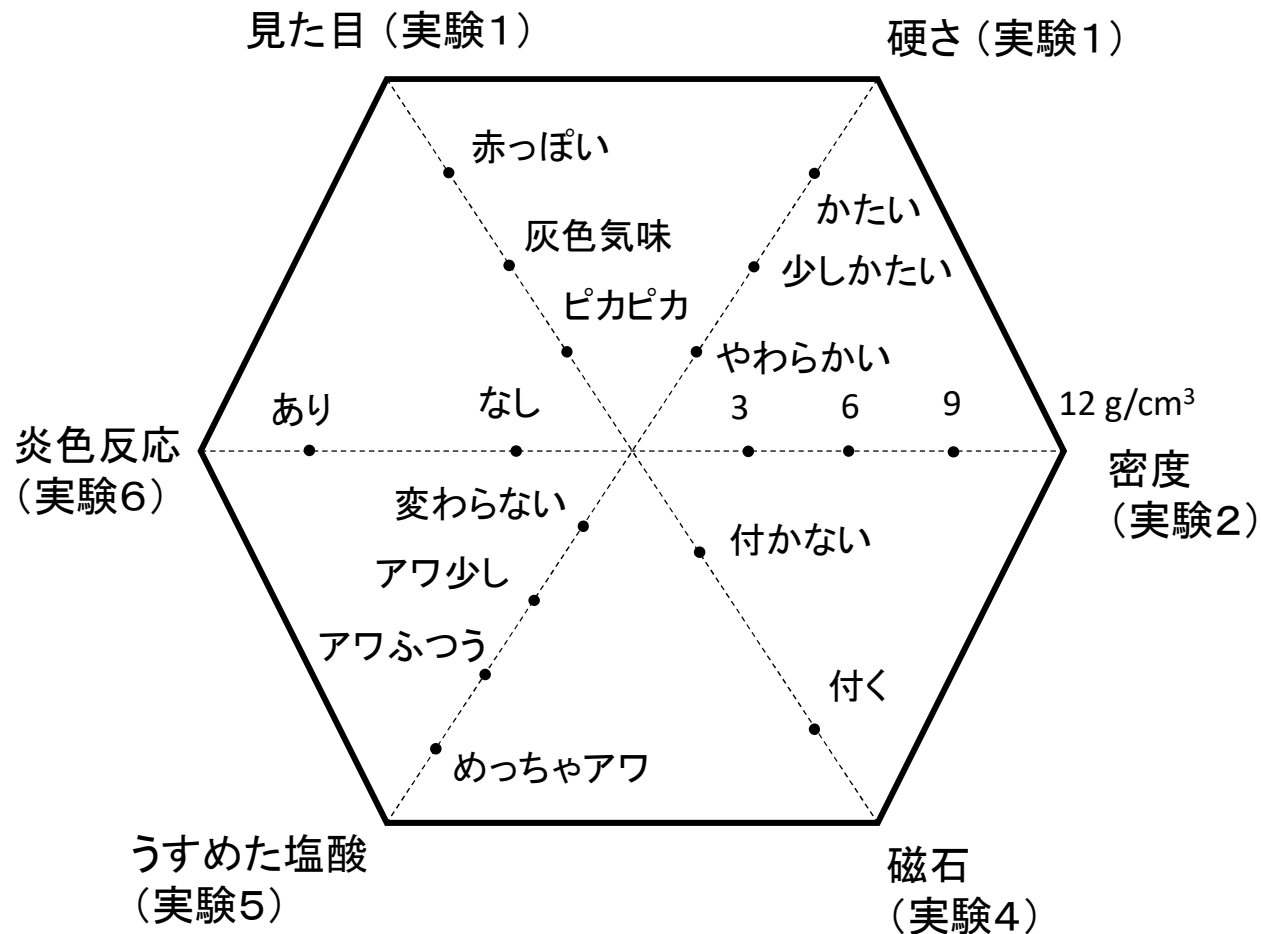 見た目（実験１）
硬さ（実験１）
赤っぽい
かたい
灰色気味
少しかたい
ピカピカ
やわらかい
あり
なし
3
6
9
12 g/cm³
炎色反応
（実験６）
密度
（実験２）
変わらない
付かない
アワ少し
アワふつう
付く
めっちゃアワ
うすめた塩酸
（実験５）
磁石
（実験４）